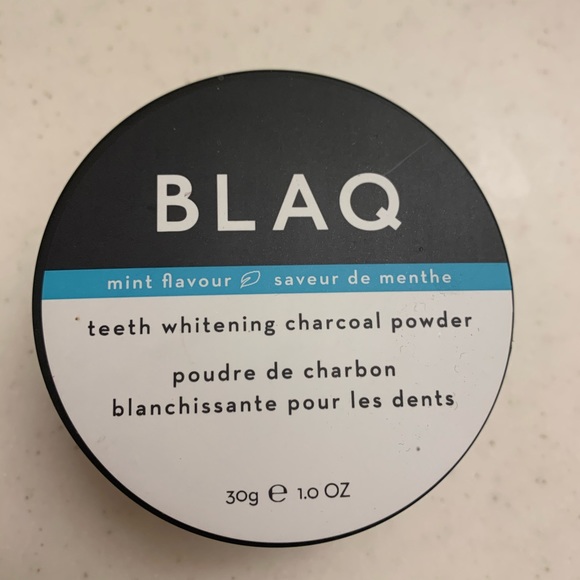 BLAQ
mint flavour saveur de menthe
teeth whitening charcoal powder
poudre de charbon
blanchissante pour les dents
30g ℮ 1.0 OZ